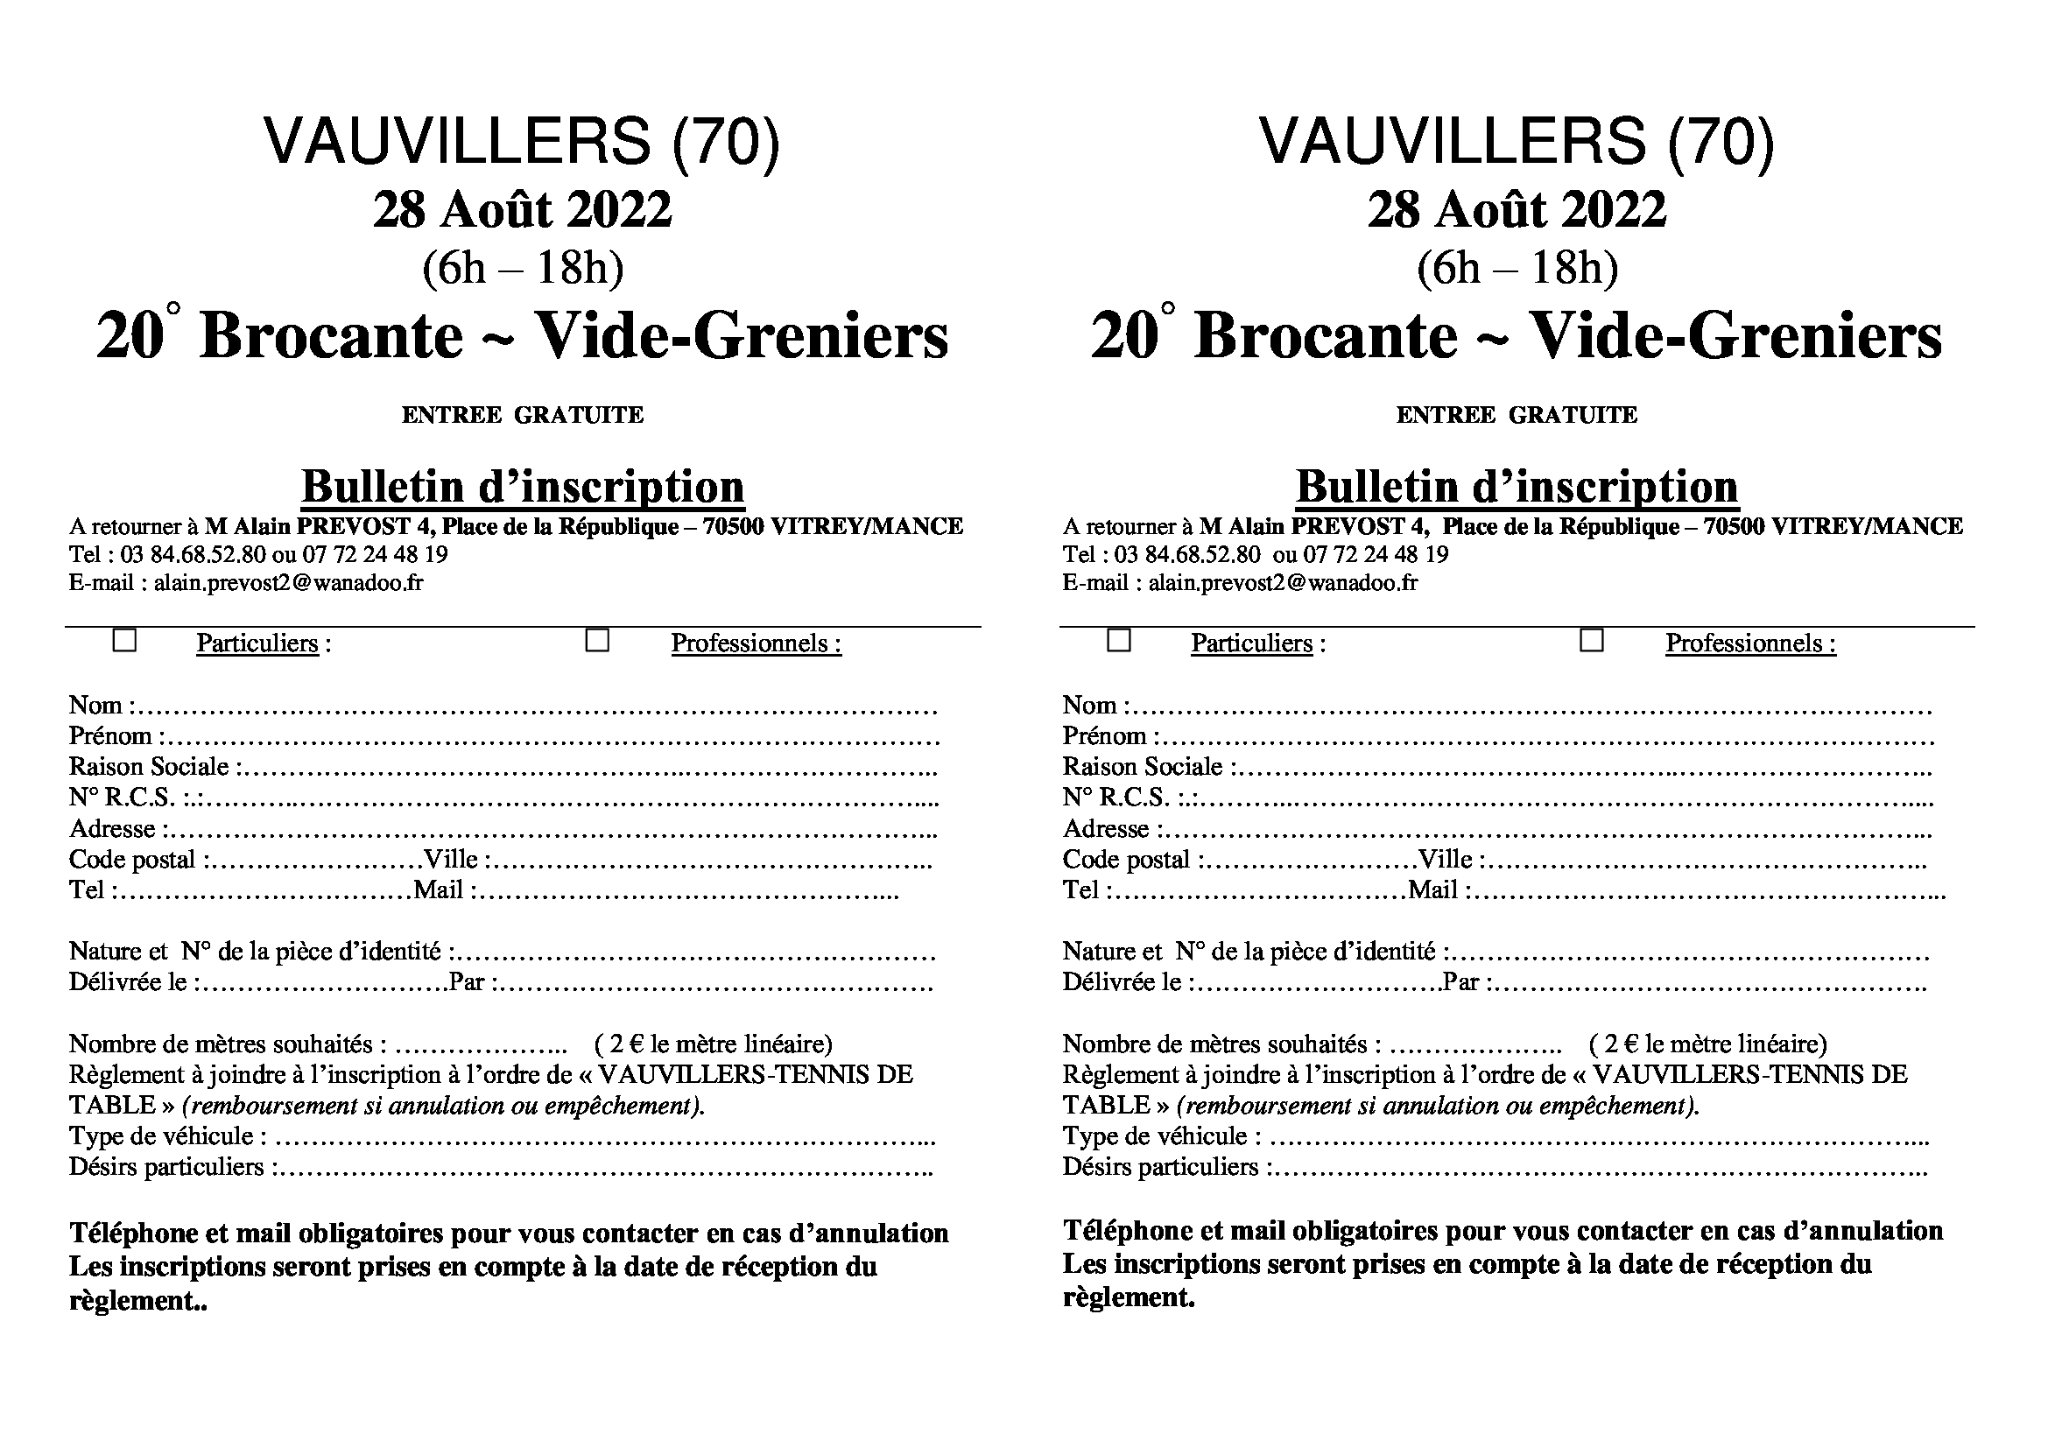 VAUVILLERS (70)
28 Août 2022
(6h – 18h)
20° Brocante ~ Vide-Greniers
ENTREE GRATUITE
Bulletin d’inscription
A retourner à M Alain PREVOST 4, Place de la République – 70500 VITREY/MANCE
Tel : 03 84.68.52.80 ou 07 72 24 48 19
E-mail : alain.prevost2@wanadoo.fr
☐ Particuliers : ☐ Professionnels :
Nom :………………………………………………………………………………
Prénom :……………………………………………………………………………
Raison Sociale :…………………………………………..……………………...
N° R.C.S. :.:………..……………………………………………………………....
Adresse :…………………………………………………………………………...
Code postal :……………………Ville :…………………………………………..
Tel :……………………………Mail :………………………………………...
Nature et N° de la pièce d’identité :………………………………………………
Délivrée le :……………………….Par :…………………………………………
Nombre de mètres souhaités : ……………….. ( 2 € le mètre linéaire)
Règlement à joindre à l’inscription à l’ordre de « VAUVILLERS-TENNIS DE
TABLE » (remboursement si annulation ou empêchement).
Type de véhicule : ………………………………………………………………...
Désirs particuliers :………………………………………………………………..
Téléphone et mail obligatoires pour vous contacter en cas d’annulation
Les inscriptions seront prises en compte à la date de réception du
règlement..
VAUVILLERS (70)
28 Août 2022
(6h – 18h)
20° Brocante ~ Vide-Greniers
ENTREE GRATUITE
Bulletin d’inscription
A retourner à M Alain PREVOST 4, Place de la République – 70500 VITREY/MANCE
Tel : 03 84.68.52.80 ou 07 72 24 48 19
E-mail : alain.prevost2@wanadoo.fr
☐ Particuliers : ☐ Professionnels :
Nom :………………………………………………………………………………
Prénom :……………………………………………………………………………
Raison Sociale :…………………………………………..……………………...
N° R.C.S. :.:………..……………………………………………………………....
Adresse :…………………………………………………………………………...
Code postal :……………………Ville :…………………………………………..
Tel :……………………………Mail :…………………………………………...
Nature et N° de la pièce d’identité :………………………………………………
Délivrée le :……………………….Par :…………………………………………..
Nombre de mètres souhaités : ……………….. ( 2 € le mètre linéaire)
Règlement à joindre à l’inscription à l’ordre de « VAUVILLERS-TENNIS DE
TABLE » (remboursement si annulation ou empêchement).
Type de véhicule : ………………………………………………………………...
Désirs particuliers :………………………………………………………………..
Téléphone et mail obligatoires pour vous contacter en cas d’annulation
Les inscriptions seront prises en compte à la date de réception du
règlement.